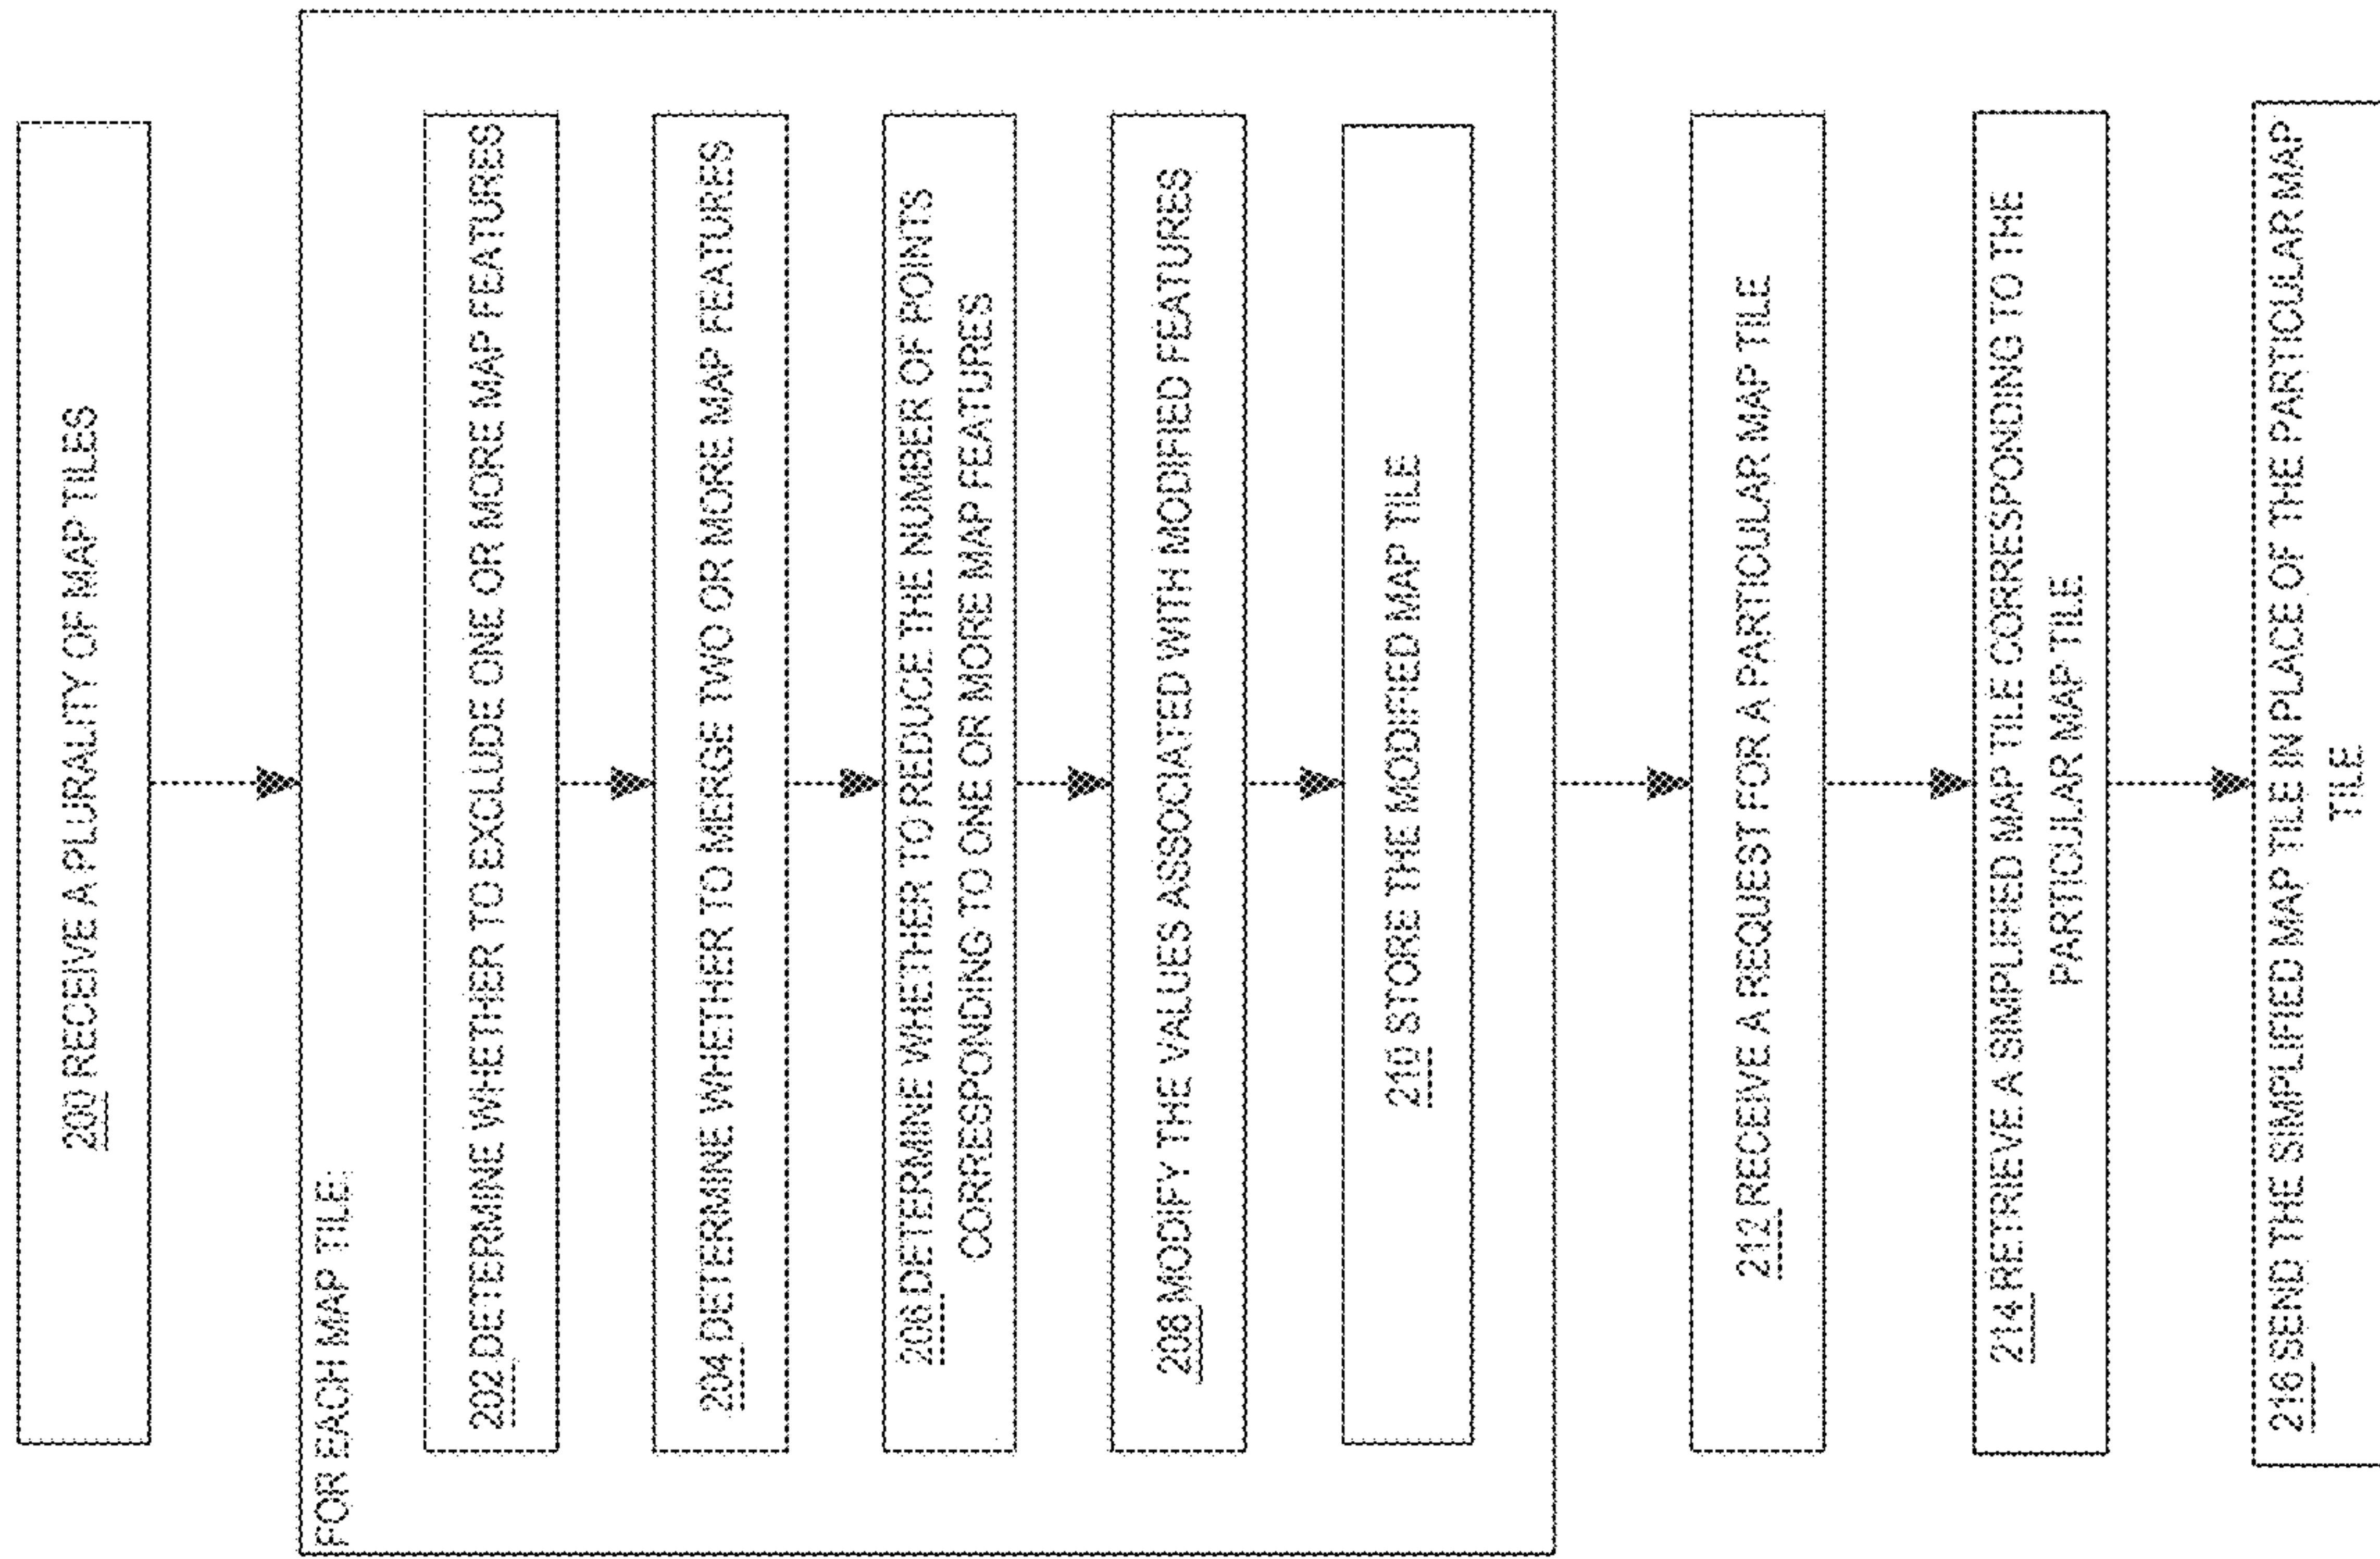 200 RECEIVE A PLURALITY OF MAP TILES
FOR EACH MAP TILE:
202 DETERMINE WHETHER TO EXCLUDE ONE OR MORE MAP FEATURES
204 DETERMINE WHETHER TO MERGE TWO OR MORE MAP FEATURES
206 DETERMINE WHETHER TO REDUCE THE NUMBER OF POINTS
CORRESPONDING TO ONE OR MORE MAP FEATURES
208 MODIFY THE VALUES ASSOCIATED WITH MODIFIED FEATURES
210 STORE THE MODIFIED MAP TILE
212 RECEIVE A REQUEST FOR A PARTICULAR MAP TILE
214 RETRIEVE A SIMPLIFIED MAP TILE CORRESPONDING TO THE
PARTICULAR MAP TILE
216 SEND THE SIMPLIFIED MAP TILE IN PLACE OF THE PARTICULAR MAP
TILE